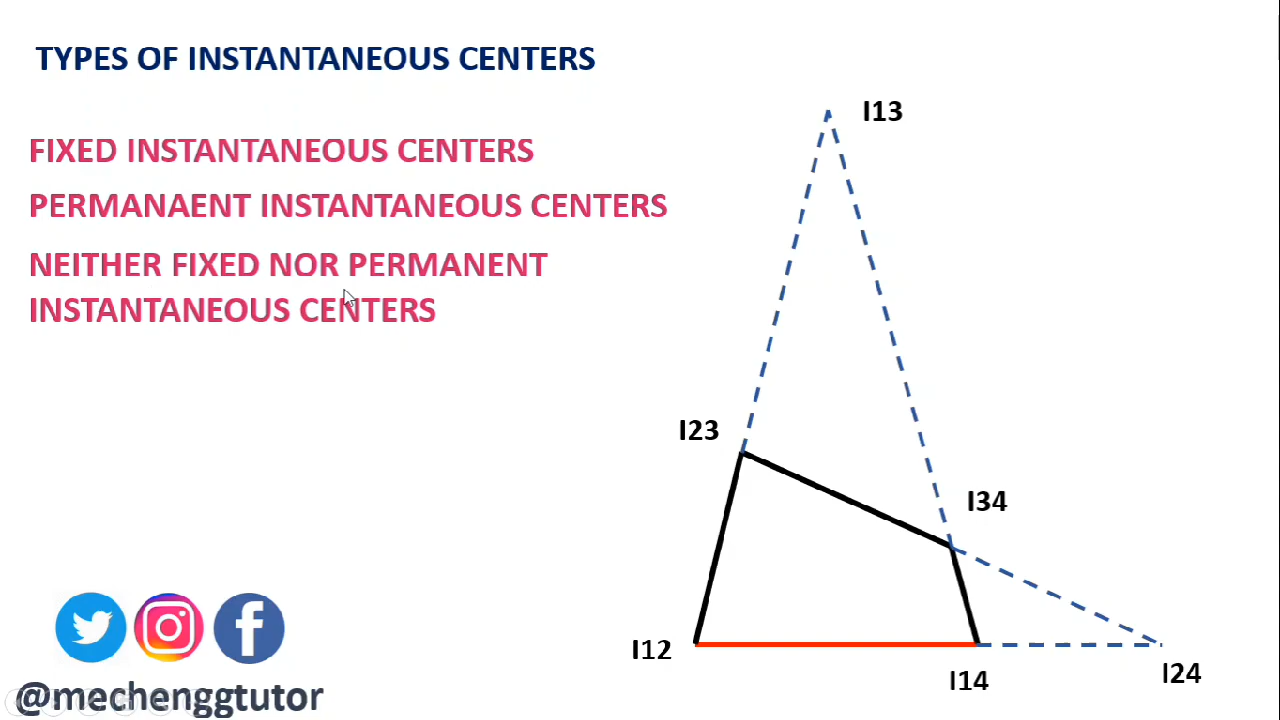 TYPES OF INSTANTANEOUS CENTERS
FIXED INSTANTANEOUS CENTERS
PERMANAENT INSTANTANEOUS CENTERS
NEITHER FIXED NOR PERMANENT
INSTANTANEOUS CENTERS
I13
I23
I34
I12
I14
I24
@mechenggtutor